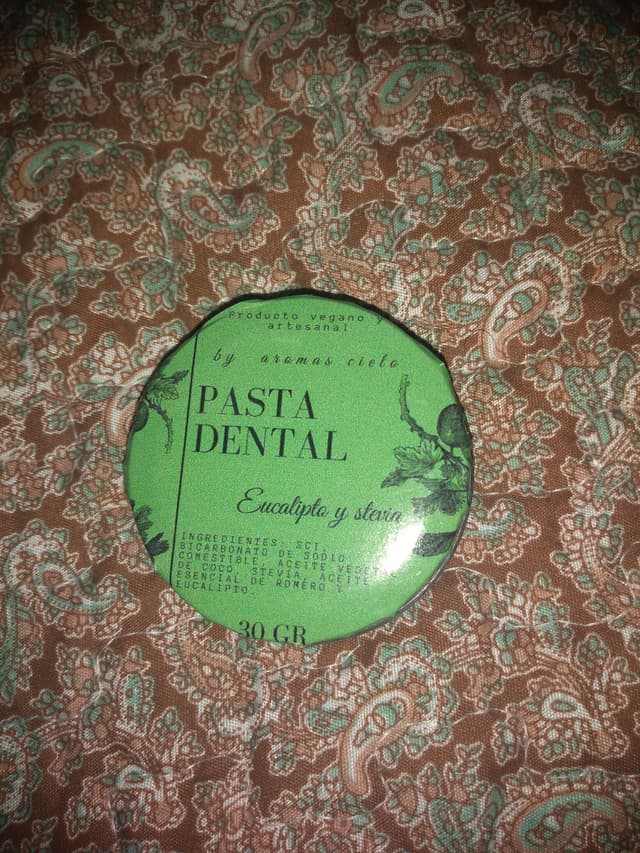 Producto vegano y
artesanal
by aromas cielo
PASTA
DENTAL
Eucalipto y stevia
INGREDIENTES: SCI,
BICARBONATO DE SODIO
COMESTIBLE, ACEITE
DE COCO, STEVIA, ACEITE
ESENCIAL DE ROMERO Y
EUCALIPTO.
30 GR